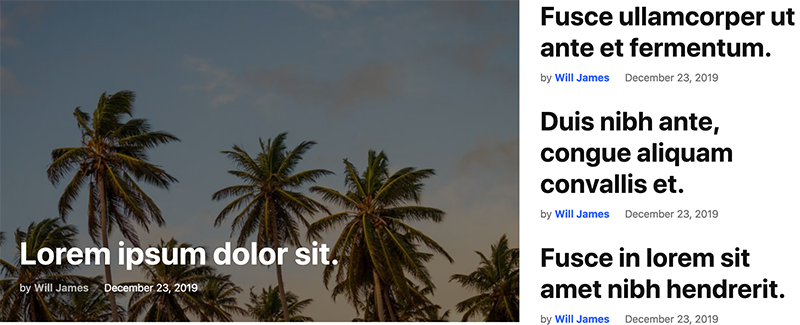 Lorem ipsum dolor sit.
by Will James December 23, 2019
Fusce ullamcorper ut
ante et fermentum.
by Will James December 23, 2019
Duis nibh ante,
congue aliquam
convallis et.
by Will James December 23, 2019
Fusce in lorem sit
amet nibh hendrerit.
by Will James December 23, 2019